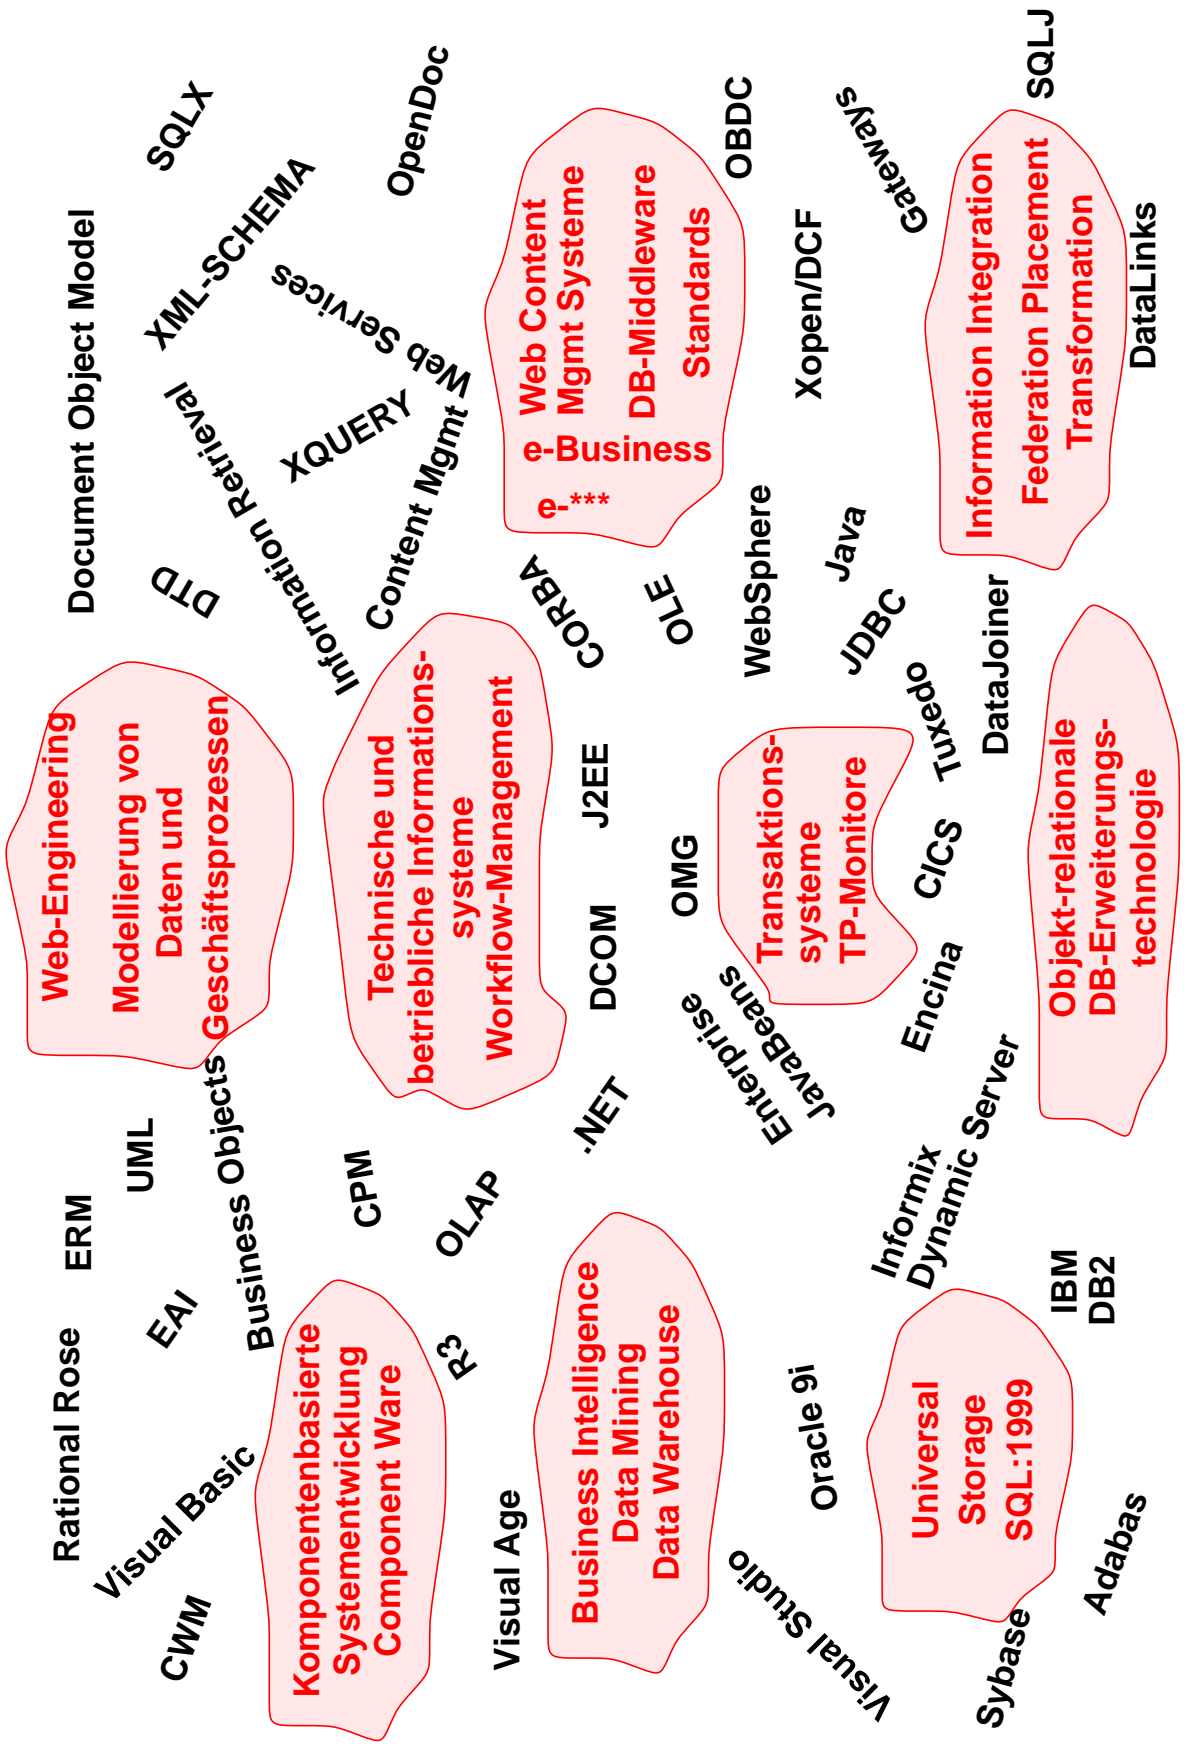 Rational Rose
ERM
UML
Web-Engineering
Modellierung von
Daten und
Geschäftsprozessen
Document Object Model
DTD
SQLX
XML-SCHEMA
Visual Basic
CWM
EAI
Business Objects
Information Retrieval
Web Services
XQUERY
Content Mgmt
OpenDoc
Komponentenbasierte
Systementwicklung
Component Ware
CPM
R3
OLAP
Technische und
betriebliche Informations-
systeme
Workflow-Management
Visual Age
.NET
DCOM
J2EE
CORBA
OLE
OMG
Web Content
Mgmt Systeme
e-Business
e-***
DB-Middleware
Standards
OBDC
Business Intelligence
Data Mining
Data Warehouse
Enterprise
JavaBeans
WebSphere
Xopen/DCF
Visual Studio
Oracle 9i
Transaktions-
systeme
TP-Monitore
JDBC
Java
Gateways
Informix
Dynamic Server
Encina
CICS
Tuxedo
DataJoiner
Universal
Storage
SQL:1999
Information Integration
Federation Placement
Transformation
SQLJ
Sybase
IBM
DB2
Adabas
Objekt-relationale
DB-Erweiterungs-
technologie
DataLinks